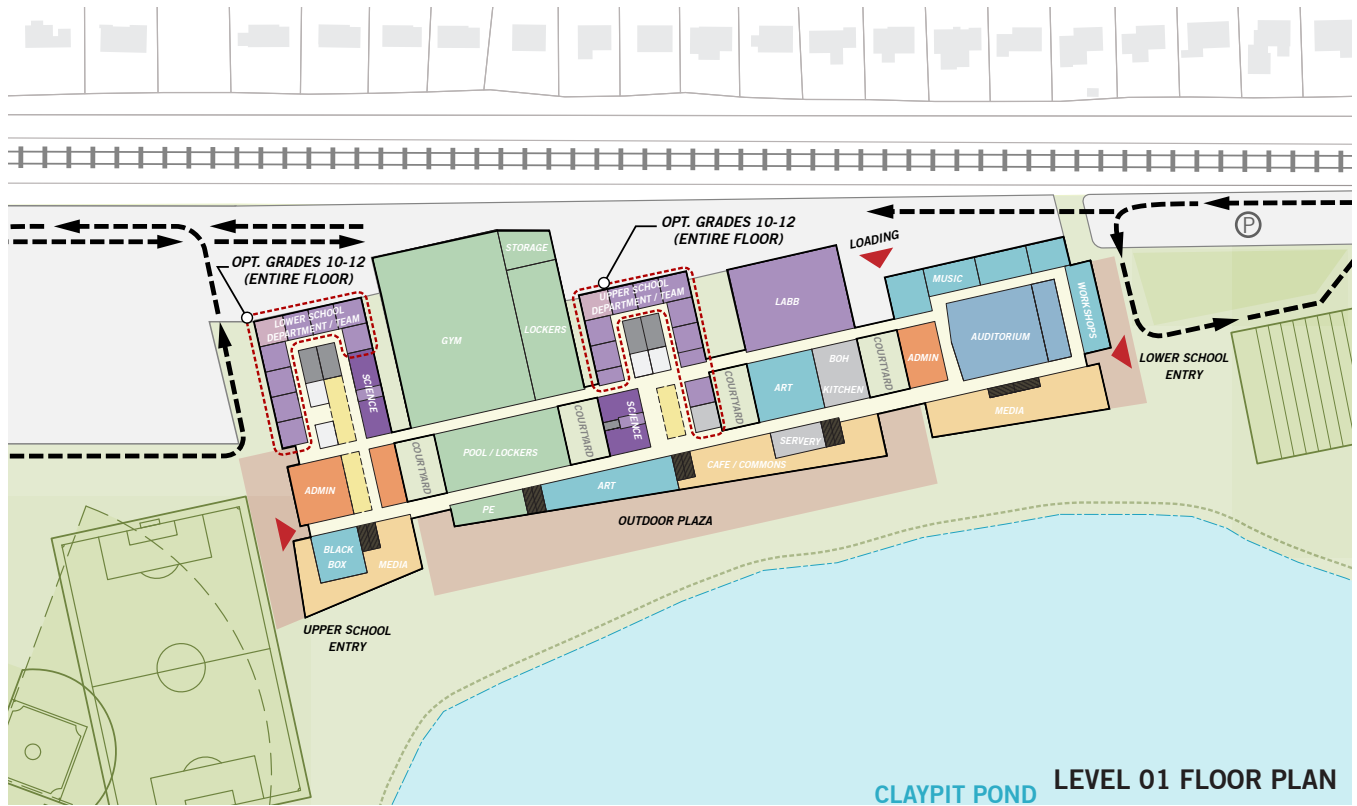 P
OPT. GRADES 10-12
(ENTIRE FLOOR)
OPT. GRADES 10-12
(ENTIRE FLOOR)
LOADING
STORAGE
LOCKERS
GYM
LOWER SCHOOL
DEPARTMENT / TEAM
SCIENCE
UPPER SCHOOL
DEPARTMENT / TEAM
SCIENCE
LABB
MUSIC
WORKSHOPS
AUDITORIUM
ADMIN
COURTYARD
BOH
KITCHEN
ART
COURTYARD
LOWER SCHOOL
ENTRY
MEDIA
SERVERY
CAFE / COMMONS
COURTYARD
POOL / LOCKERS
COURTYARD
ADMIN
ART
PE
OUTDOOR PLAZA
BLACK
BOX
MEDIA
UPPER SCHOOL
ENTRY
CLAYPIT POND
LEVEL 01 FLOOR PLAN